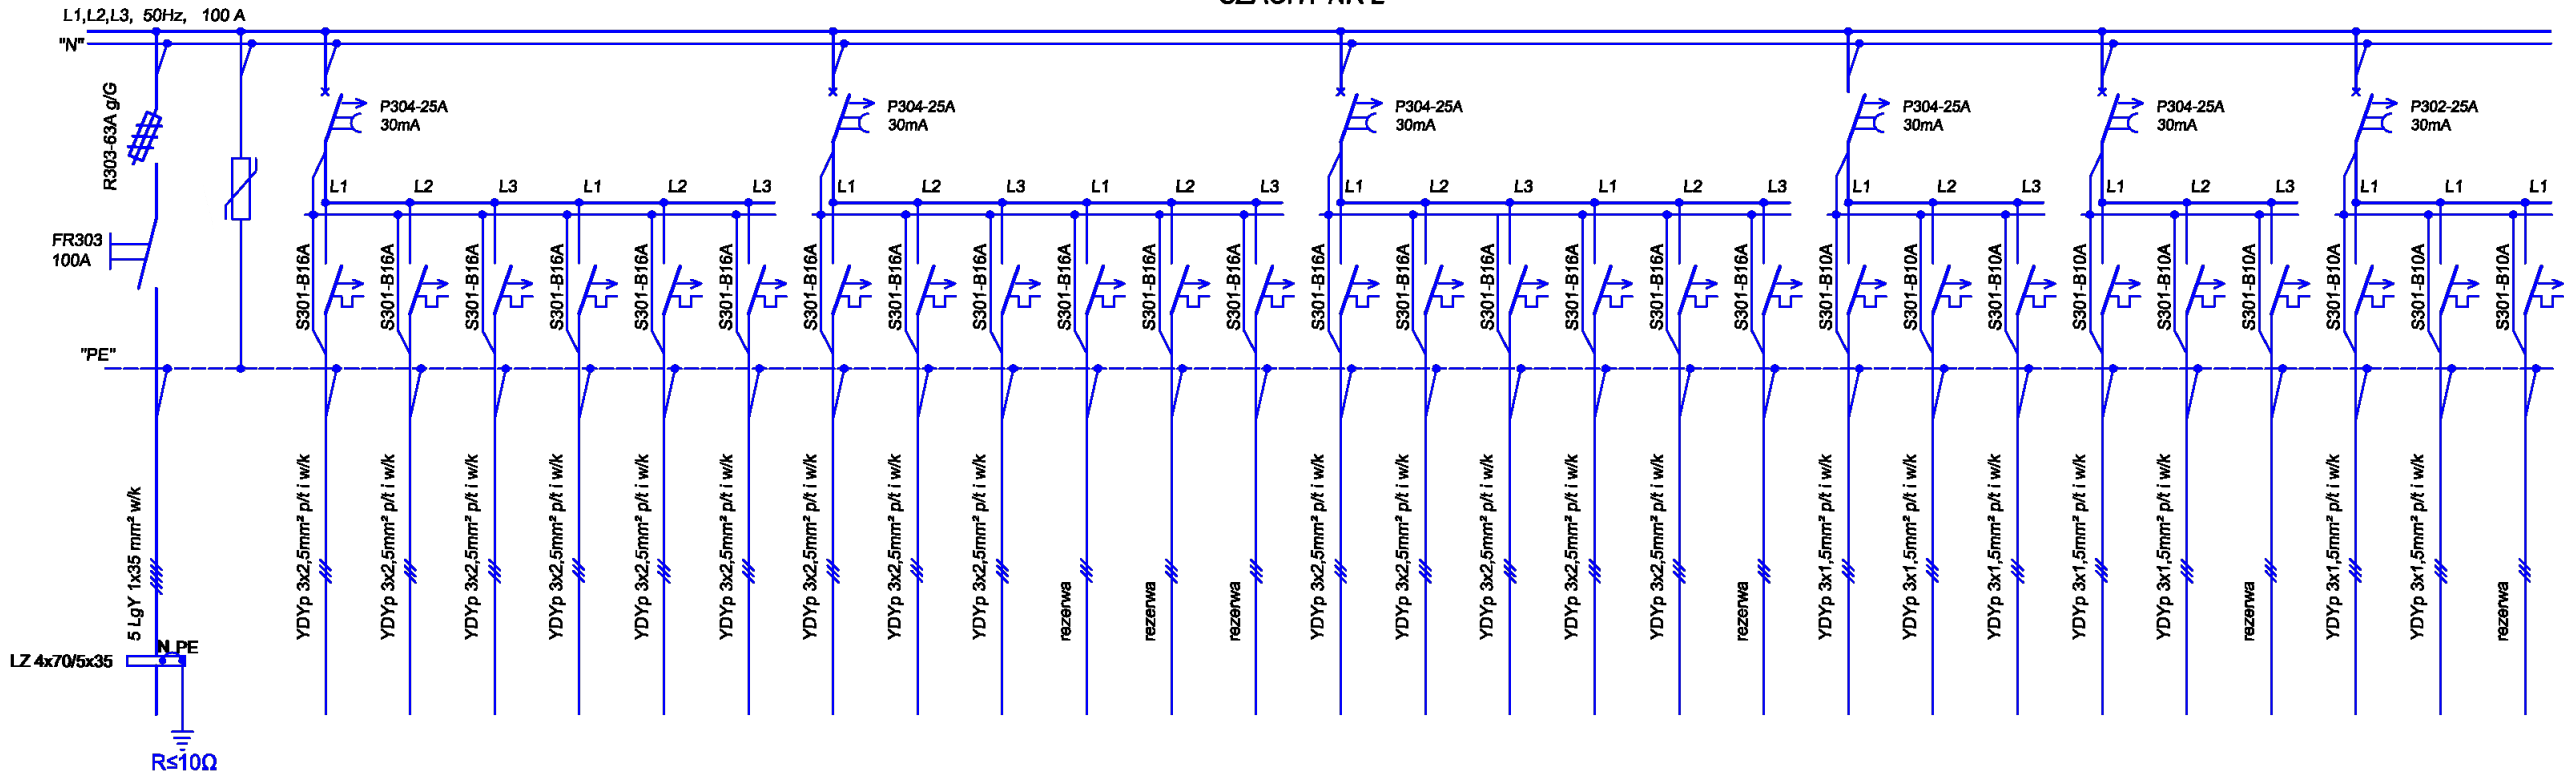 L1,L2,L3, 50Hz, 100 A
"N"
R303-63A g/G
FR303
100A
"PE"
5 LgY 1x35 mm² w/k
N PE
LZ 4x70/5x35
R≤10Ω
P304-25A
30mA
L1 L2 L3 L1 L2 L3
S301-B16A
S301-B16A
S301-B16A
S301-B16A
S301-B16A
S301-B16A
YDYp 3x2,5mm² p/t i w/k
YDYp 3x2,5mm² p/t i w/k
YDYp 3x2,5mm² p/t i w/k
YDYp 3x2,5mm² p/t i w/k
YDYp 3x2,5mm² p/t i w/k
YDYp 3x2,5mm² p/t i w/k
P304-25A
30mA
L1 L2 L3 L1 L2 L3
S301-B16A
S301-B16A
S301-B16A
S301-B16A
S301-B16A
S301-B16A
YDYp 3x2,5mm² p/t i w/k
YDYp 3x2,5mm² p/t i w/k
YDYp 3x2,5mm² p/t i w/k
rezerwa
rezerwa
rezerwa
P304-25A
30mA
L1 L2 L3 L1 L2 L3
S301-B16A
S301-B16A
S301-B16A
S301-B16A
S301-B16A
S301-B16A
YDYp 3x2,5mm² p/t i w/k
YDYp 3x2,5mm² p/t i w/k
YDYp 3x2,5mm² p/t i w/k
YDYp 3x2,5mm² p/t i w/k
YDYp 3x2,5mm² p/t i w/k
rezerwa
P304-25A
30mA
L1 L2 L3
S301-B10A
S301-B10A
S301-B10A
YDYp 3x1,5mm² p/t i w/k
YDYp 3x1,5mm² p/t i w/k
YDYp 3x1,5mm² p/t i w/k
P304-25A
30mA
L1 L2 L3
S301-B10A
S301-B10A
S301-B10A
YDYp 3x1,5mm² p/t i w/k
YDYp 3x1,5mm² p/t i w/k
rezerwa
P302-25A
30mA
L1 L1 L1
S301-B10A
S301-B10A
S301-B10A
YDYp 3x1,5mm² p/t i w/k
YDYp 3x1,5mm² p/t i w/k
rezerwa